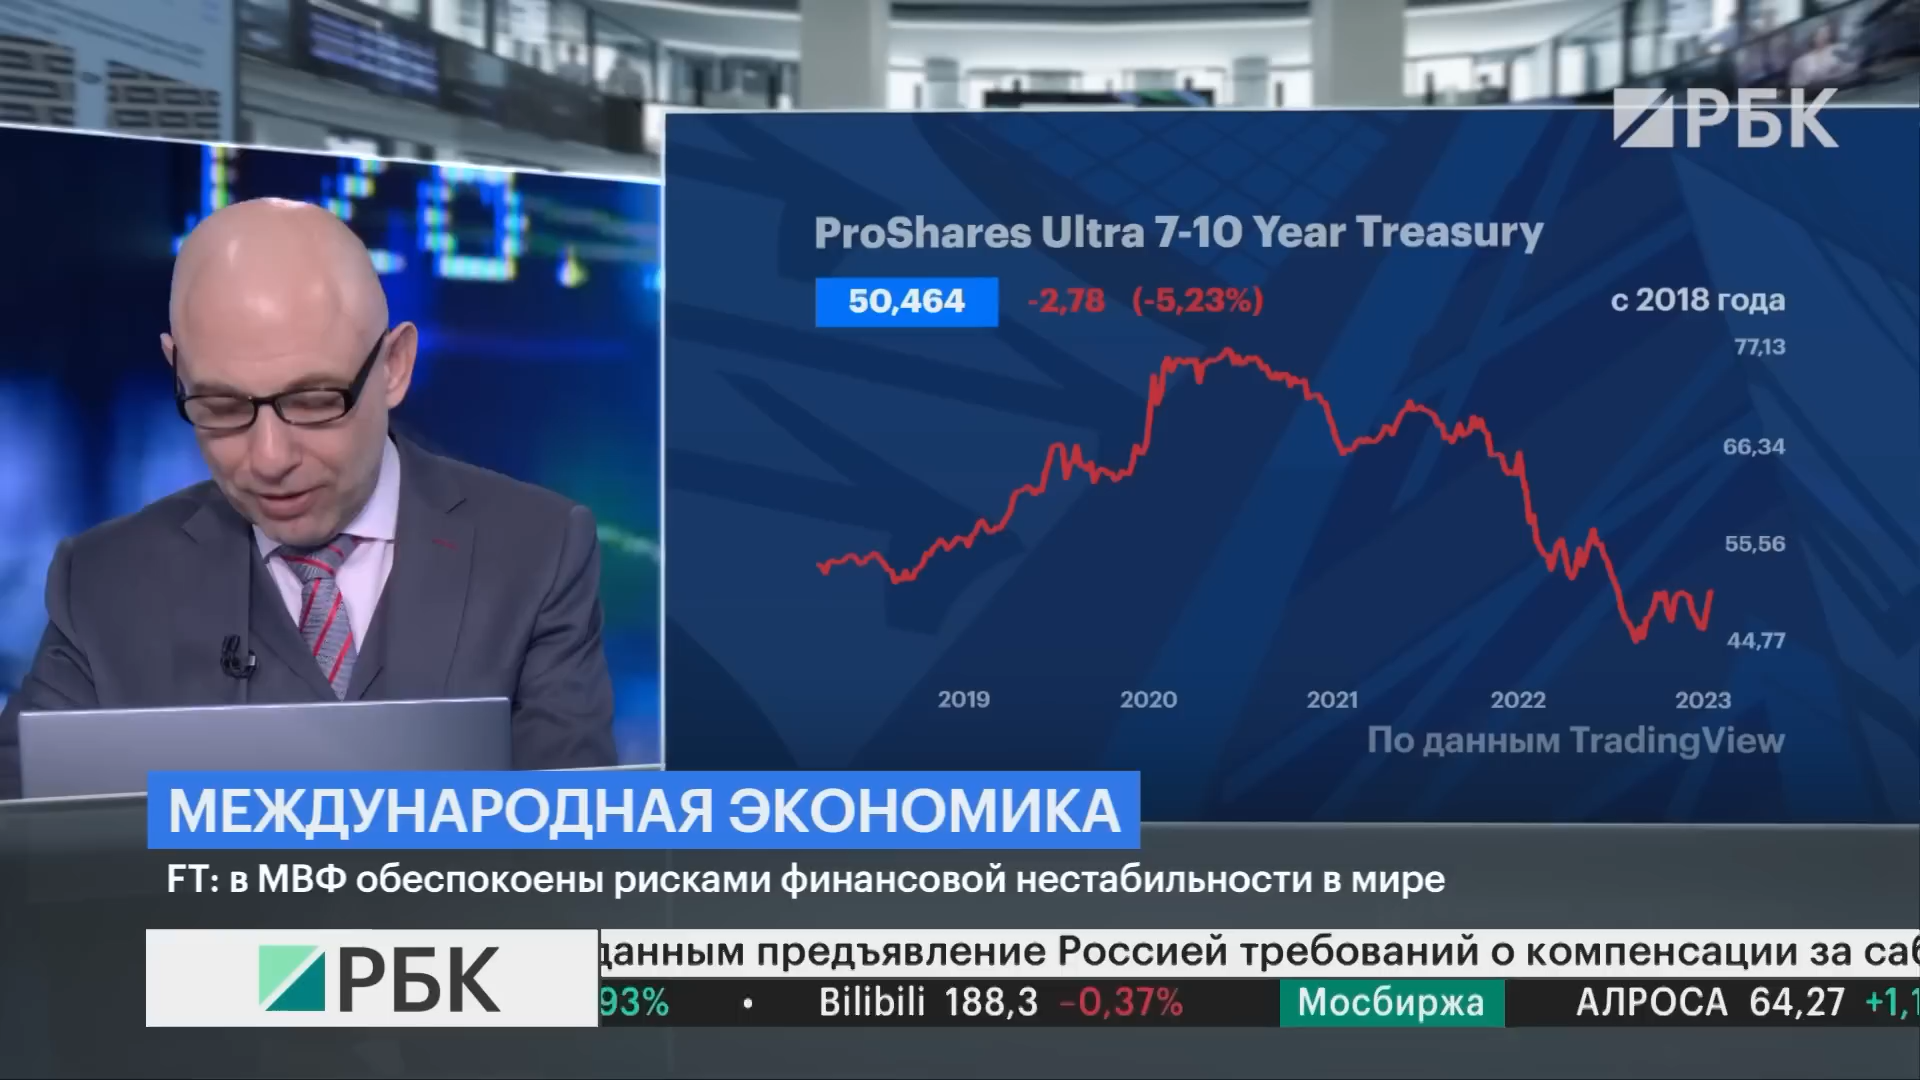 РБК
ProShares Ultra 7-10 Year Treasury
50,464 -2,78 (-5,23%) с 2018 года
77,13
66,34
55,56
44,77
2019 2020 2021 2022 2023
По данным TradingView
МЕЖДУНАРОДНАЯ ЭКОНОМИКА
FT: в МВФ обеспокоены рисками финансовой нестабильности в мире
РБК
данным предъявление Россией требований о компенсации за саб
93% • Bilibili 188,3 -0,37% Мосбиржа АЛРОСА 64,27 +1,1